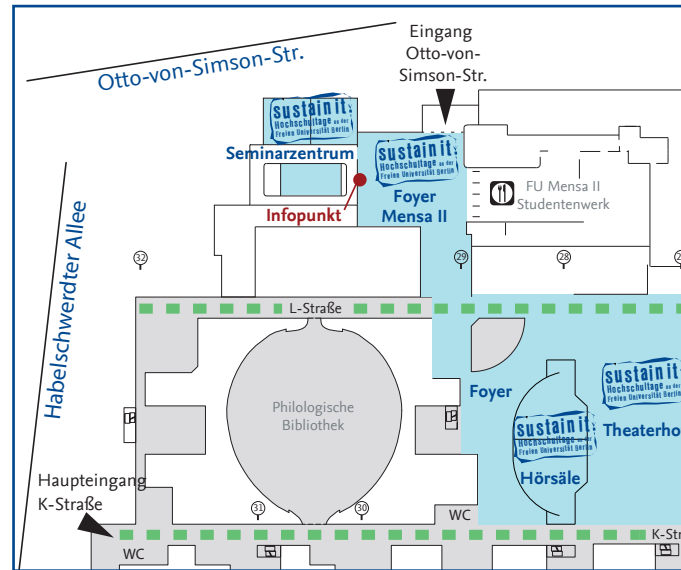 Otto-von-Simson-Str.
Eingang
Otto-von-
Simson-Str.
sustain it!
Hochschultage an der
Freien Universität Berlin
Seminarzentrum
sustain it!
Hochschultage an der
Freien Universität Berlin
Infopunkt
Foyer
Mensa II
FU Mensa II
Studentenwerk
Habelschwerdter Allee
32
29
28
L-Straße
Philologische
Bibliothek
Foyer
sustain it!
Hochschultage an der
Freien Universität Berlin
Theaterho
sustain it!
Hochschultage an der
Freien Universität Berlin
Hörsäle
Haupteingang
K-Straße
31
30
WC
WC
K-Str